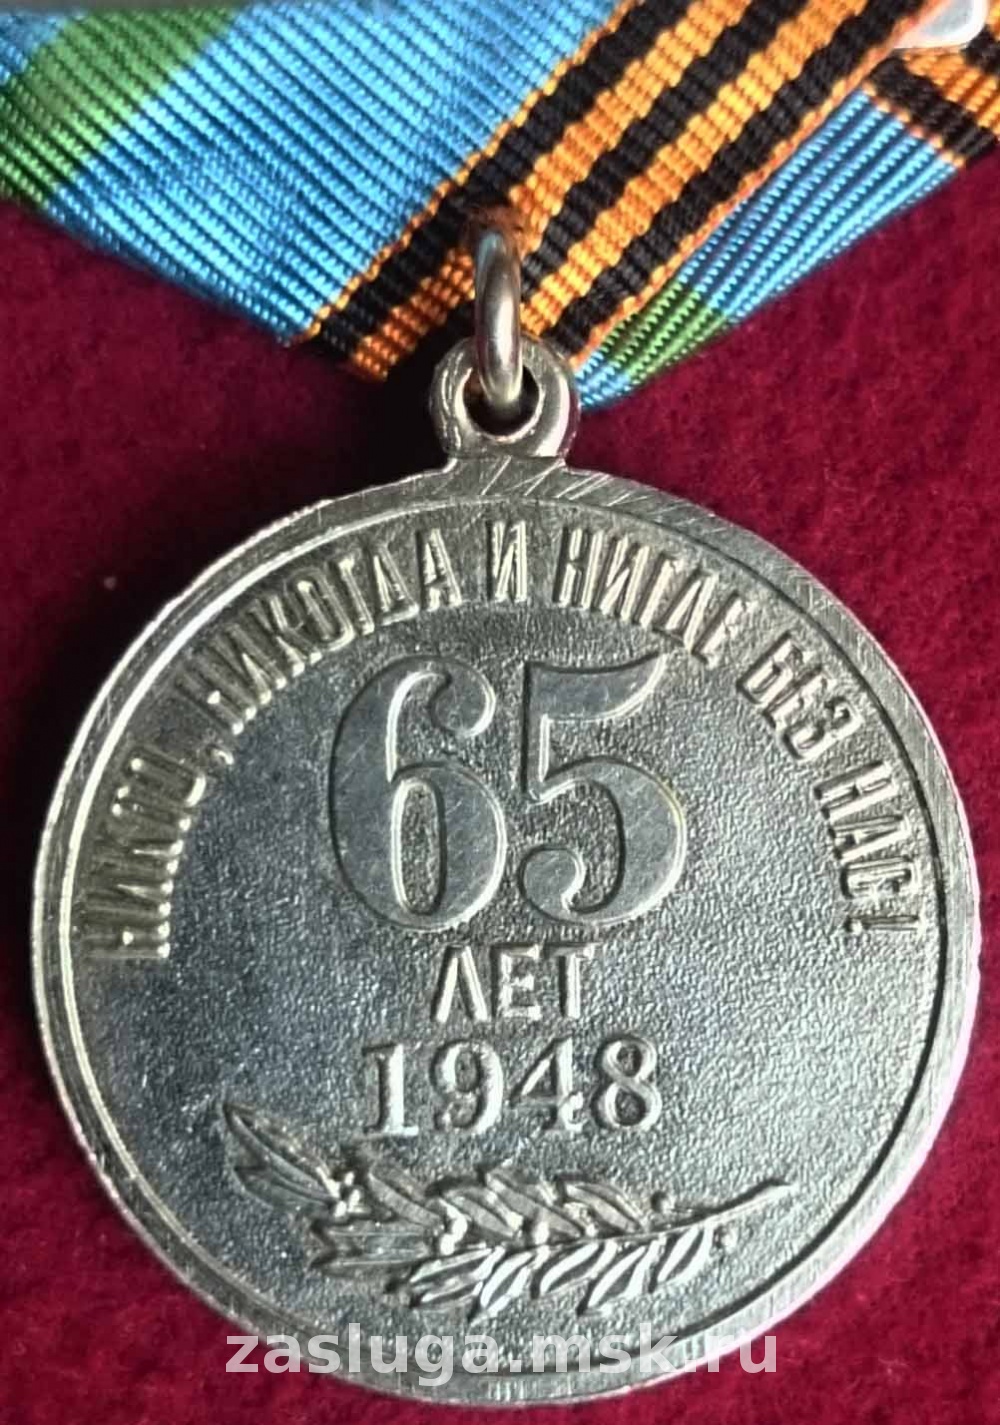 НИКТО, НИКОГДА И НИГДЕ БЕЗ НАС!
65
ЛЕТ
1948
zasluga.msk.ru